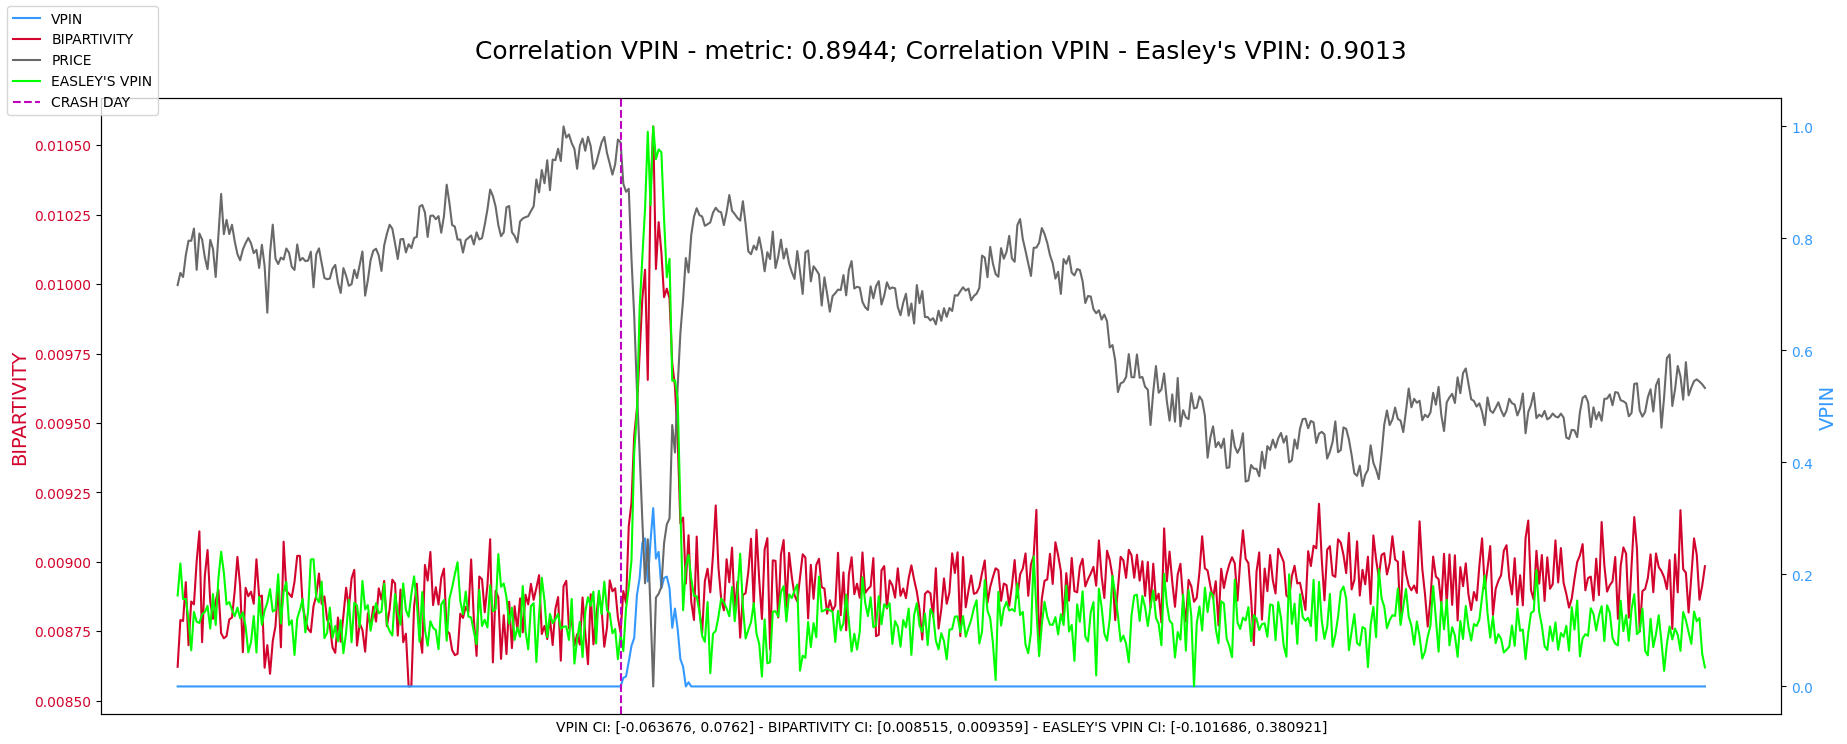 VPIN
BIPARTIVITY
PRICE
EASLEY'S VPIN
CRASH DAY
Correlation VPIN - metric: 0.8944; Correlation VPIN - Easley's VPIN: 0.9013
BIPARTIVITY
0.01050
0.01025
0.01000
0.00975
0.00950
0.00925
0.00900
0.00875
0.00850
1.0
0.8
0.6
0.4
0.2
0.0
VPIN
VPIN CI: [-0.063676, 0.0762] - BIPARTIVITY CI: [0.008515, 0.009359] - EASLEY'S VPIN CI: [-0.101686, 0.380921]